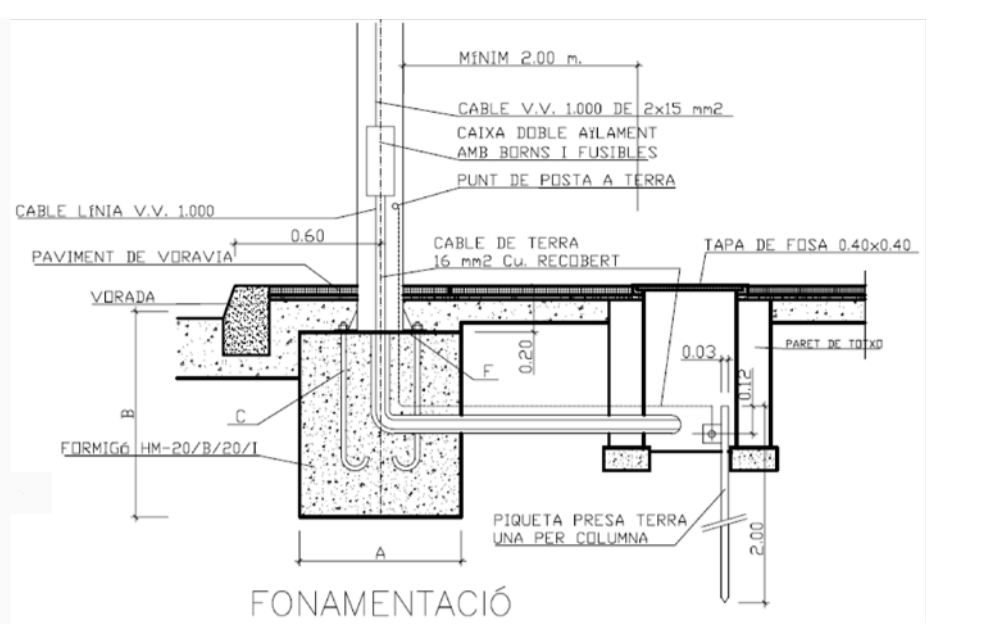 MíNIM 2.00 m.
CABLE V.V. 1.000 DE 2x15 mm2
CAIXA DOBLE AïLAMENT
AMB BORNS I FUSIBLES
PUNT DE POSTA A TERRA
CABLE LíNIA V.V. 1.000
0.60
CABLE DE TERRA
16 mm2 Cu. RECOBERT
TAPA DE FOSA 0.40x0.40
PAVIMENT DE VORAVIA
VORADA
PARET DE TOTXO
0.03
0.20
F
0.12
C
B
FORMIGó HM-20/B/20/I
PIQUETA PRESA TERRA
UNA PER COLUMNA
2.00
A
FONAMENTACIÓ